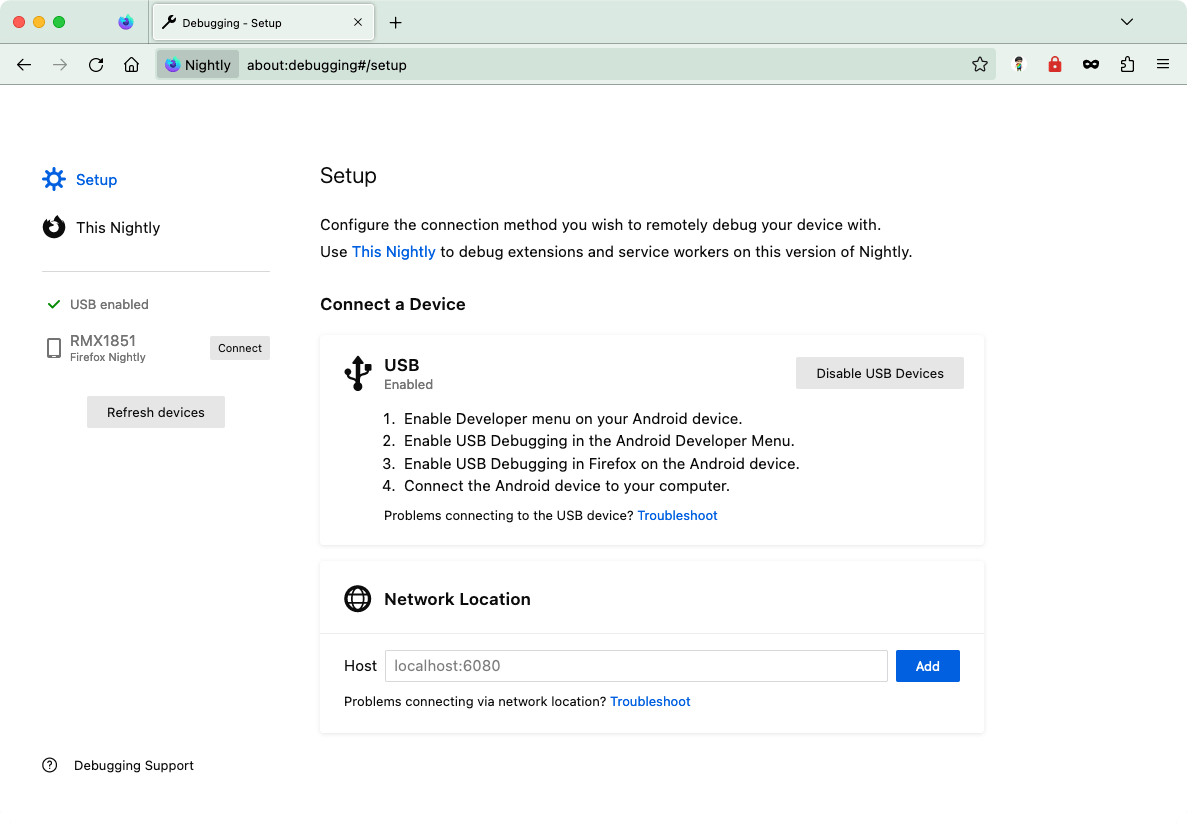 Debugging - Setup
Nightly
about:debugging#/setup
Setup
This Nightly
USB enabled
RMX1851
Firefox Nightly
Connect
Refresh devices
Debugging Support
Setup
Configure the connection method you wish to remotely debug your device with.
Use This Nightly to debug extensions and service workers on this version of Nightly.
Connect a Device
USB
Enabled
Disable USB Devices
1. Enable Developer menu on your Android device.
2. Enable USB Debugging in the Android Developer Menu.
3. Enable USB Debugging in Firefox on the Android device.
4. Connect the Android device to your computer.
Problems connecting to the USB device? Troubleshoot
Network Location
Host localhost:6080 Add
Problems connecting via network location? Troubleshoot